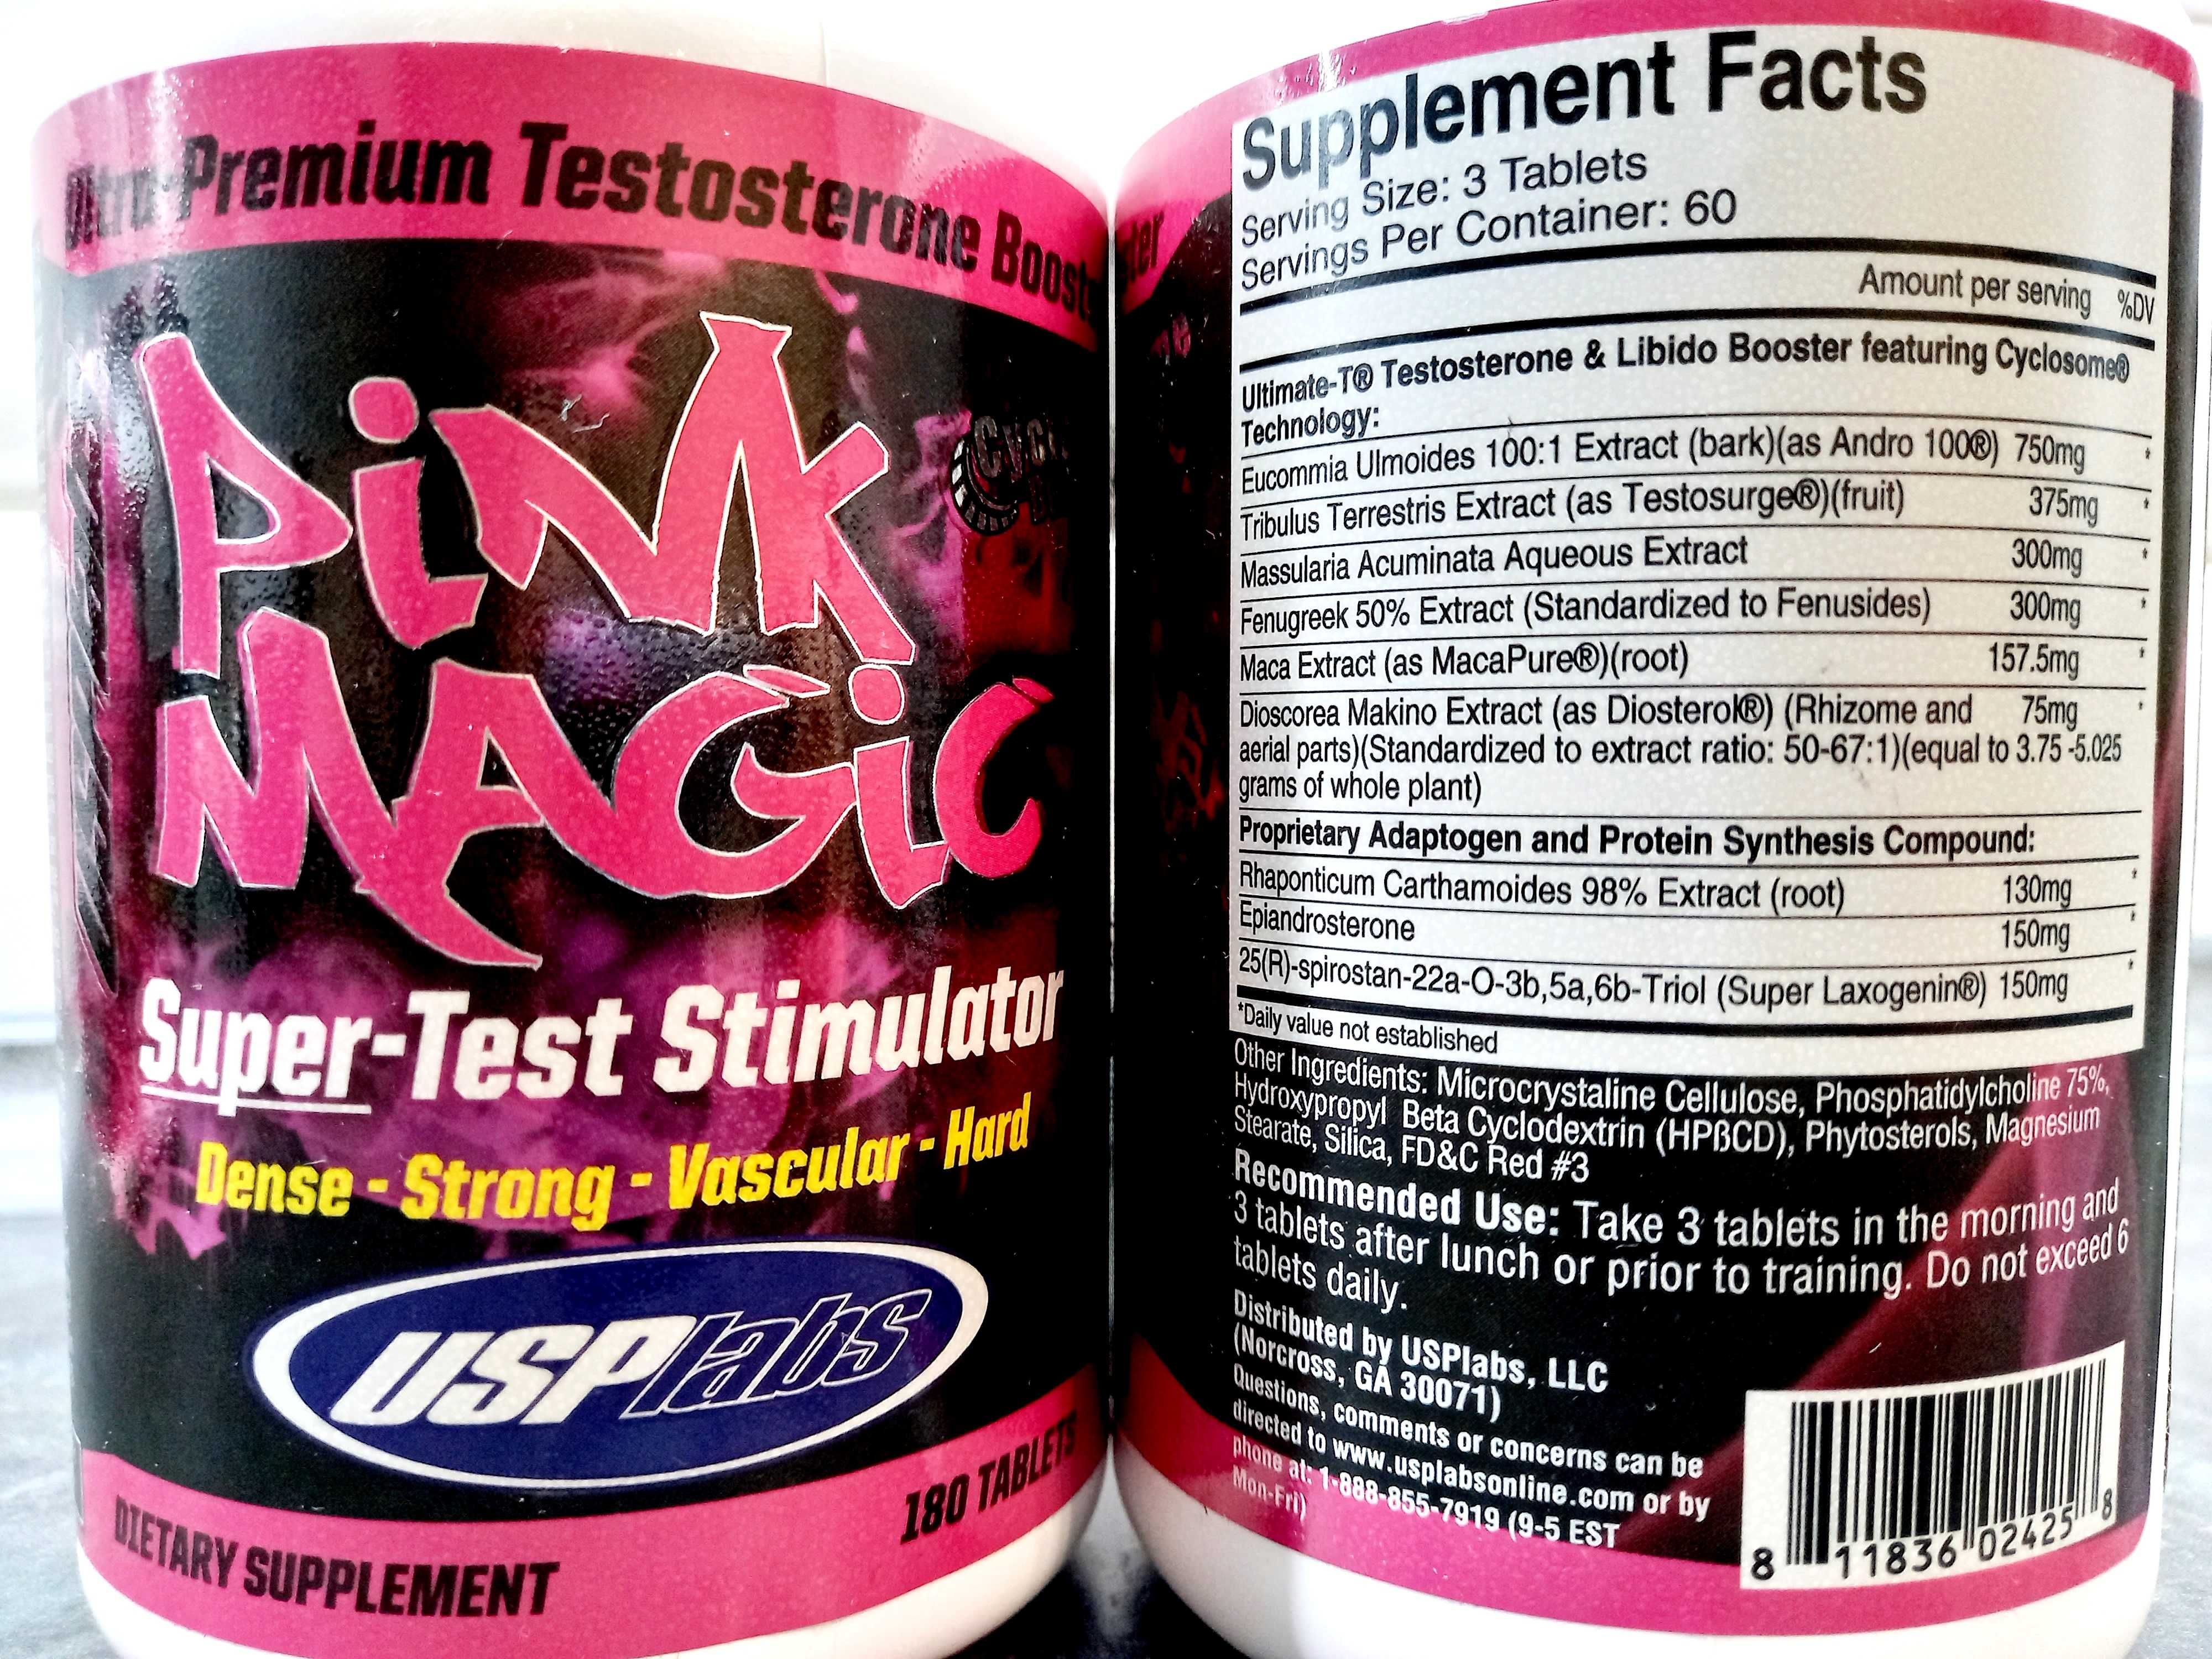 Ultra-Premium Testosterone Boost
PINK
MAGIC
Super-Test Stimulator
Dense - Strong - Vascular - Hard
USPlabs
180 TABLETS
DIETARY SUPPLEMENT
Supplement Facts
Serving Size: 3 Tablets
Servings Per Container: 60
Amount per serving %DV
Ultimate-T® Testosterone & Libido Booster featuring Cyclosome®
Technology:
Eucommia Ulmoides 100:1 Extract (bark)(as Andro 100®) 750mg *
Tribulus Terrestris Extract (as Testosurge®)(fruit) 375mg *
Massularia Acuminata Aqueous Extract 300mg *
Fenugreek 50% Extract (Standardized to Fenusides) 300mg *
Maca Extract (as MacaPure®)(root) 157.5mg *
Dioscorea Makino Extract (as Diosterol®) (Rhizome and 75mg *
aerial parts)(Standardized to extract ratio: 50-67:1)(equal to 3.75 -5.025
grams of whole plant)
Proprietary Adaptogen and Protein Synthesis Compound:
Rhaponticum Carthamoides 98% Extract (root) 130mg *
Epiandrosterone 150mg *
25(R)-spirostan-22a-O-3b,5a,6b-Triol (Super Laxogenin®) 150mg *
*Daily value not established
Other Ingredients: Microcrystaline Cellulose, Phosphatidylcholine 75%,
Hydroxypropyl Beta Cyclodextrin (HPßCD), Phytosterols, Magnesium
Stearate, Silica, FD&C Red #3
Recommended Use: Take 3 tablets in the morning and
3 tablets after lunch or prior to training. Do not exceed 6
tablets daily.
Distributed by USPlabs, LLC
(Norcross, GA 30071)
Questions, comments or concerns can be
directed to www.usplabsonline.com or by
phone at: 1-888-855-7919 (9-5 EST
Mon-Fri)
8 11836 02425 8